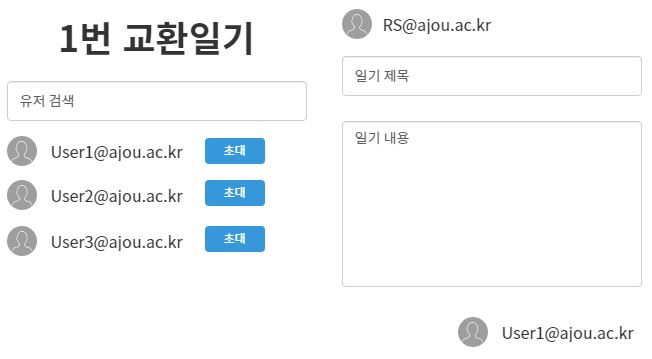 1번 교환일기
유저 검색
User1@ajou.ac.kr 초대
User2@ajou.ac.kr 초대
User3@ajou.ac.kr 초대
RS@ajou.ac.kr
일기 제목
일기 내용
User1@ajou.ac.kr